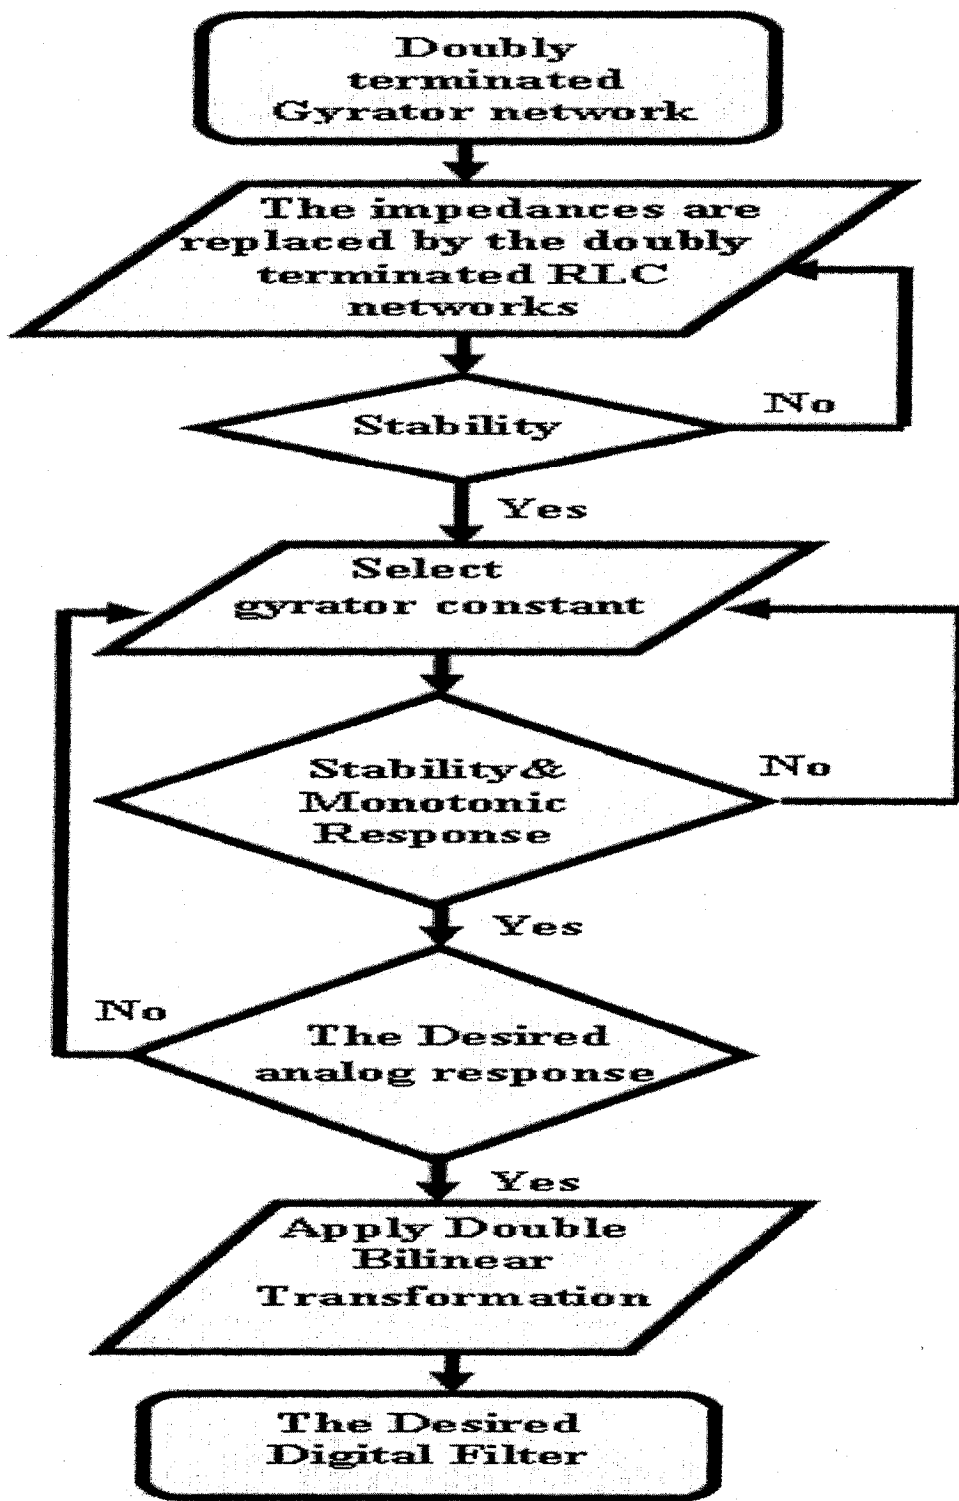 Doubly
terminated
Gyrator network
The impedances are
replaced by the doubly
terminated RLC
networks
Stability
No
Yes
Select
gyrator constant
Stability&
Monotonic
Response
No
Yes
The Desired
analog response
No
Yes
Apply Double
Bilinear
Transformation
The Desired
Digital Filter